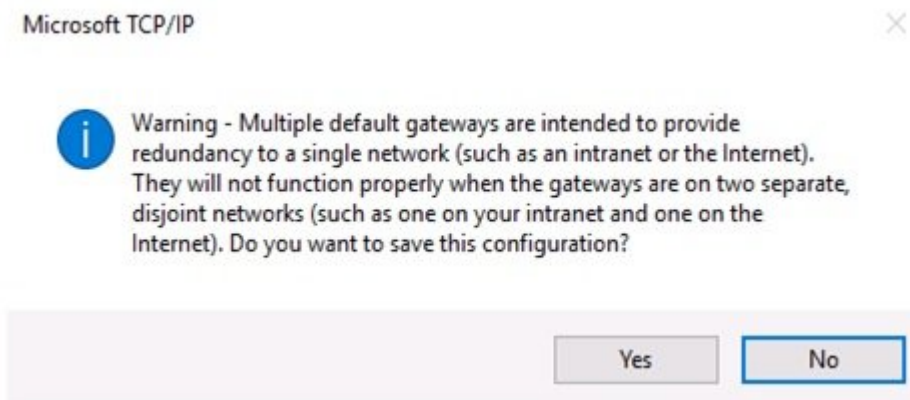 Microsoft TCP/IP
Warning - Multiple default gateways are intended to provide
redundancy to a single network (such as an intranet or the Internet).
They will not function properly when the gateways are on two separate,
disjoint networks (such as one on your intranet and one on the
Internet). Do you want to save this configuration?
Yes
No